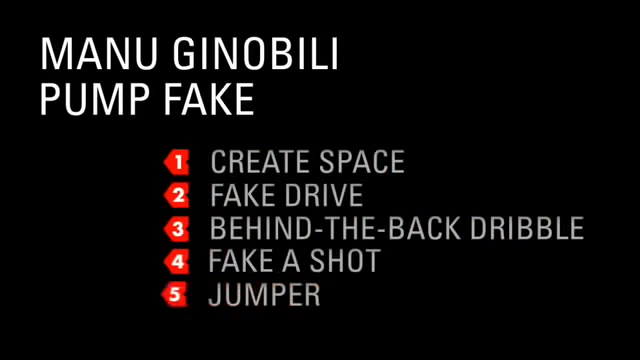 MANU GINOBILI
PUMP FAKE
1 CREATE SPACE
2 FAKE DRIVE
3 BEHIND-THE-BACK DRIBBLE
4 FAKE A SHOT
5 JUMPER